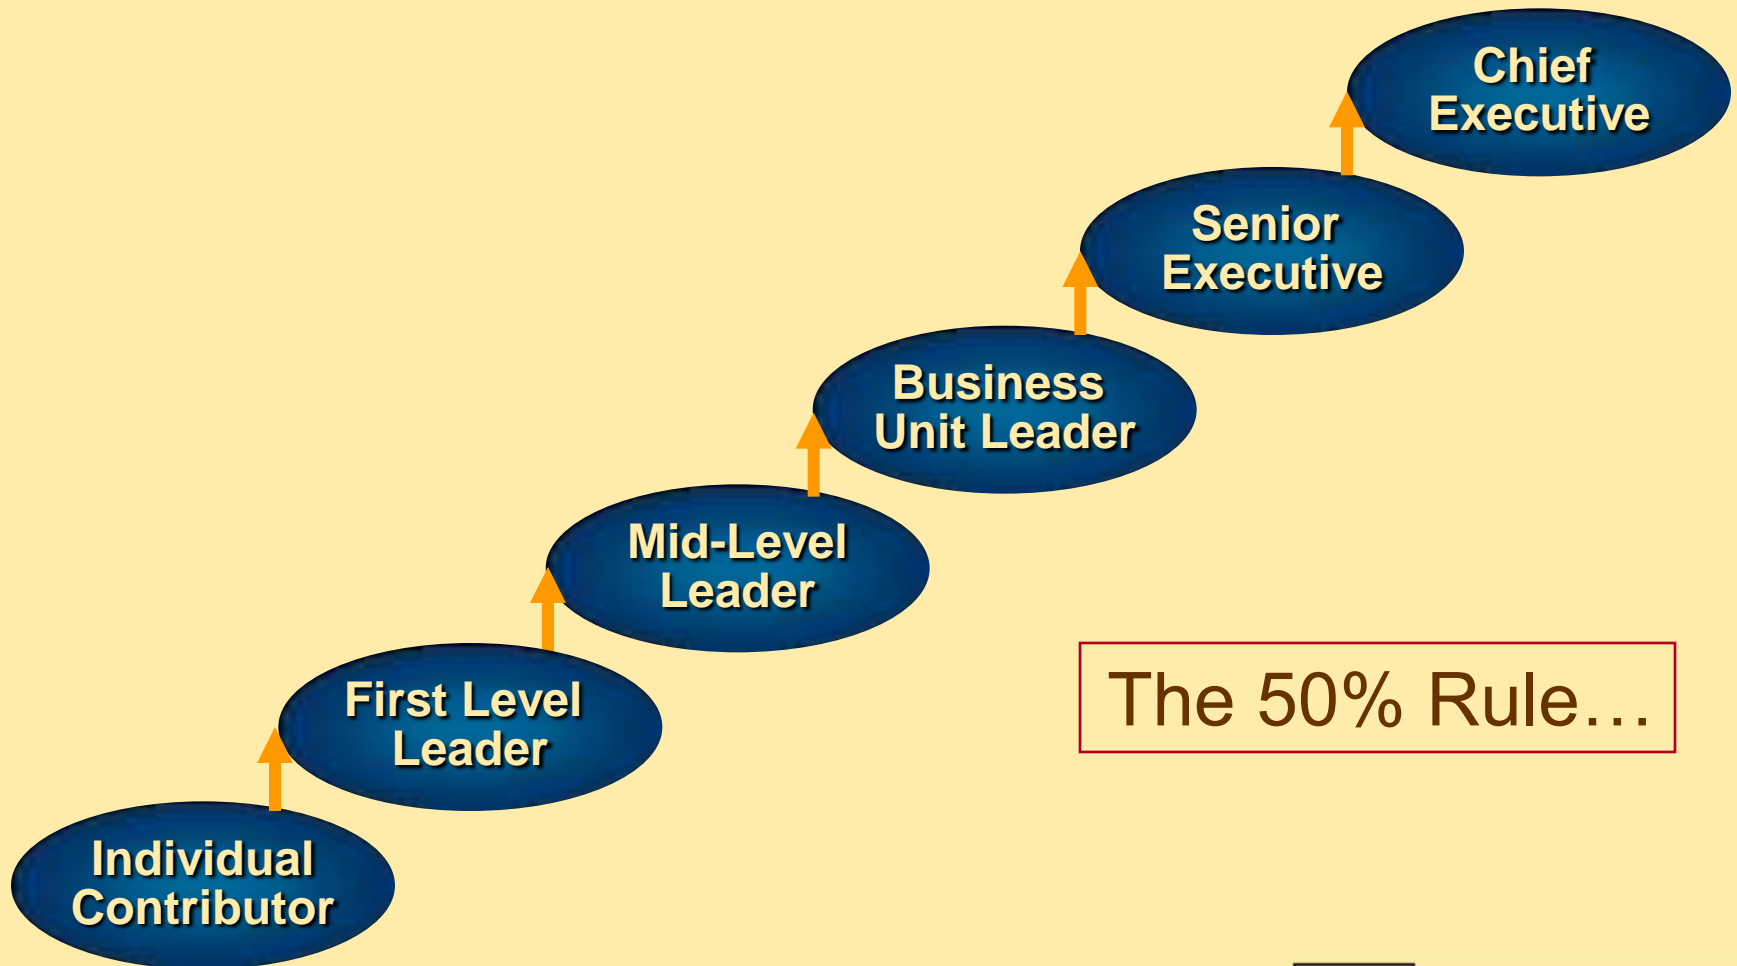 Chief
Executive
Senior
Executive
Business
Unit Leader
Mid-Level
Leader
The 50% Rule…
First Level
Leader
Individual
Contributor